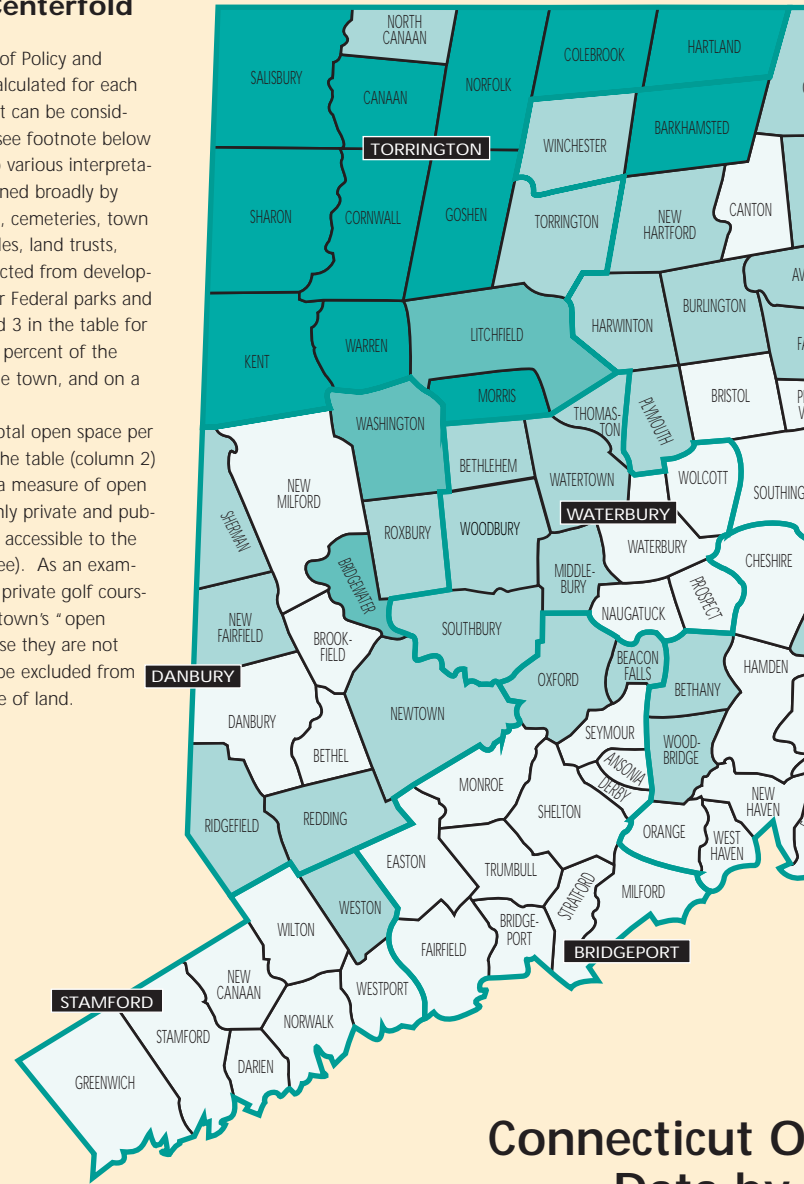 Centerfold
of Policy and
alculated for each
t can be consid-
see footnote below
o various interpreta-
ned broadly by
, cemeteries, town
les, land trusts,
cted from develop-
r Federal parks and
d 3 in the table for
percent of the
e town, and on a
otal open space per
he table (column 2)
a measure of open
nly private and pub-
accessible to the
ee). As an exam-
private golf cours-
town's "open
se they are not
be excluded from
e of land.
NORTH
CANAAN
SALISBURY
CANAAN
NORFOLK
COLEBROOK
HARTLAND
TORRINGTON
WINCHESTER
BARKHAMSTED
SHARON
CORNWALL
GOSHEN
TORRINGTON
NEW
HARTFORD
CANTON
AV
KENT
WARREN
LITCHFIELD
HARWINTON
BURLINGTON
FA
MORRIS
WASHINGTON
THOMAS-
TON
PLYMOUTH
BRISTOL
P
V
NEW
MILFORD
BETHLEHEM
WATERTOWN
WOLCOTT
SOUTHING
SHERMAN
ROXBURY
WOODBURY
WATERBURY
WATERBURY
CHESHIRE
BRIDGEWATER
MIDDLE-
BURY
PROSPECT
NAUGATUCK
NEW
FAIRFIELD
BROOK-
FIELD
SOUTHBURY
BEACON
FALLS
HAMDEN
DANBURY
OXFORD
BETHANY
DANBURY
NEWTOWN
SEYMOUR
WOOD-
BRIDGE
BETHEL
ANSONIA
DERBY
MONROE
NEW
HAVEN
RIDGEFIELD
REDDING
SHELTON
ORANGE
WEST
HAVEN
EASTON
TRUMBULL
STRATFORD
MILFORD
WESTON
WILTON
BRIDGE-
PORT
FAIRFIELD
BRIDGEPORT
NEW
CANAAN
WESTPORT
STAMFORD
NORWALK
STAMFORD
DARIEN
GREENWICH
Connecticut O
Data by